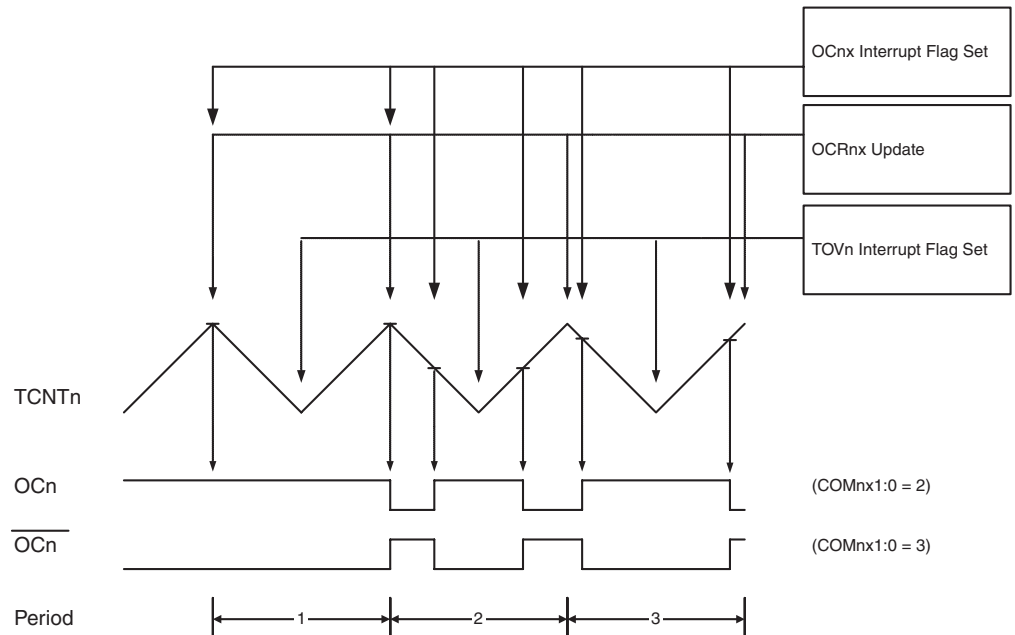 OCnx Interrupt Flag Set
OCRnx Update
TOVn Interrupt Flag Set
TCNTn
OCn
(COMnx1:0 = 2)
OCn
(COMnx1:0 = 3)
Period
1
2
3